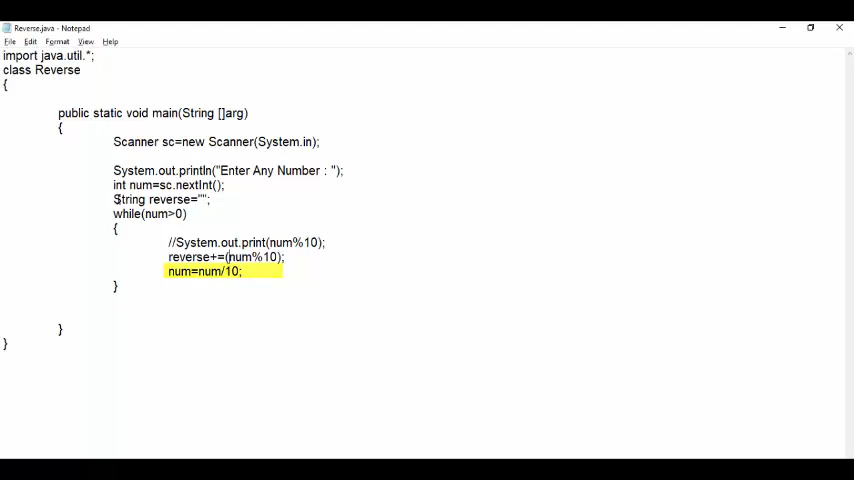 Reverse.java - Notepad
File Edit Format View Help
import java.util.*;
class Reverse
{
public static void main(String []arg)
{
Scanner sc=new Scanner(System.in);
System.out.println("Enter Any Number : ");
int num=sc.nextInt();
String reverse="";
while(num>0)
{
//System.out.print(num%10);
reverse+=(num%10);
num=num/10;
}
}
}